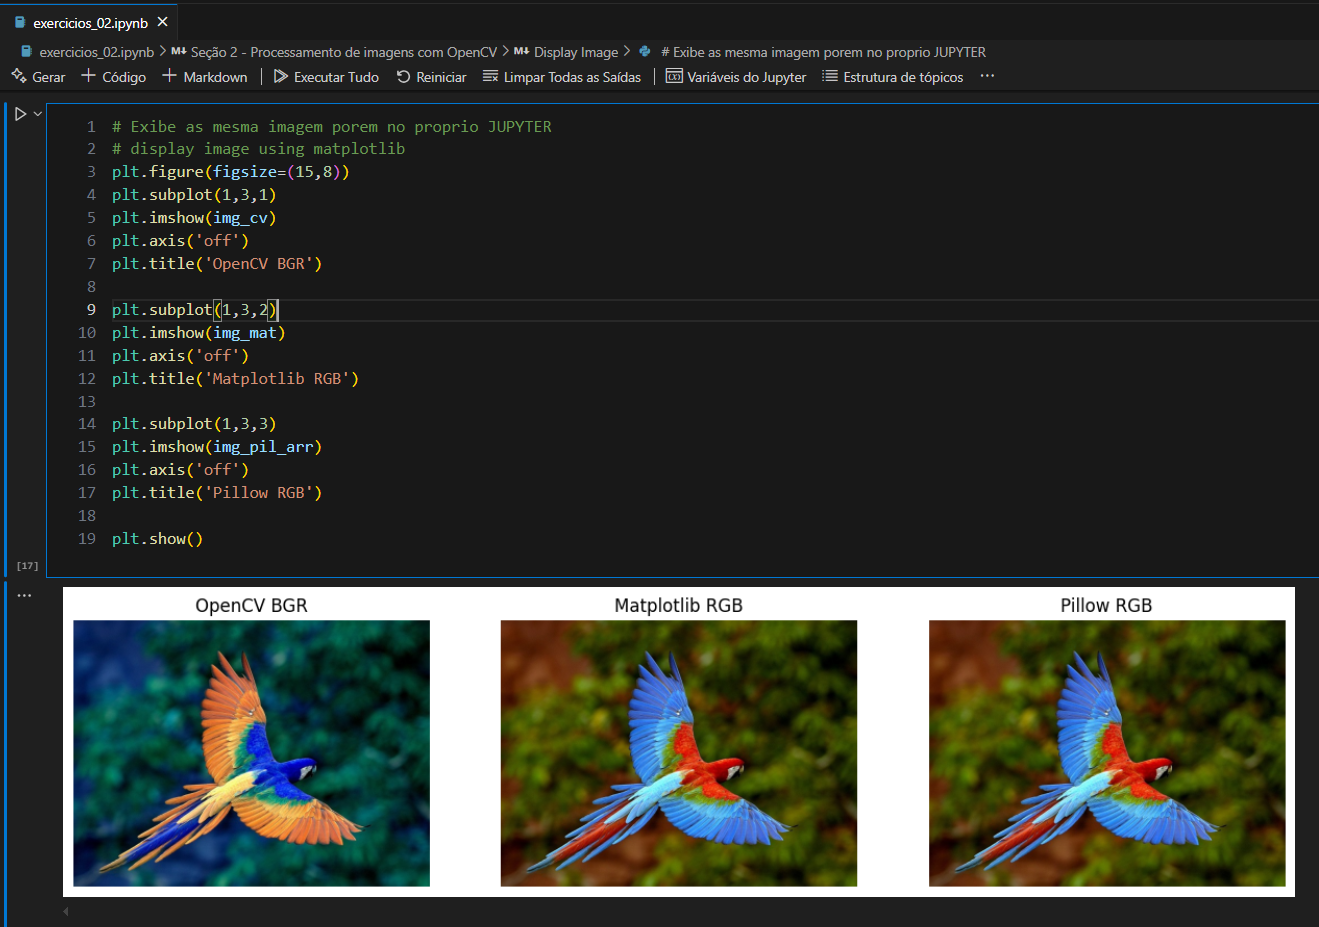 exercicios_02.ipynb
exercicios_02.ipynb > M↓ Seção 2 - Processamento de imagens com OpenCV > M↓ Display Image > # Exibe as mesma imagem porem no proprio JUPYTER
Gerar + Código + Markdown | Executar Tudo Reiniciar Limpar Todas as Saídas | Variáveis do Jupyter Estrutura de tópicos ...
1 # Exibe as mesma imagem porem no proprio JUPYTER
2 # display image using matplotlib
3 plt.figure(figsize=(15,8))
4 plt.subplot(1,3,1)
5 plt.imshow(img_cv)
6 plt.axis('off')
7 plt.title('OpenCV BGR')
8
9 plt.subplot(1,3,2)
10 plt.imshow(img_mat)
11 plt.axis('off')
12 plt.title('Matplotlib RGB')
13
14 plt.subplot(1,3,3)
15 plt.imshow(img_pil_arr)
16 plt.axis('off')
17 plt.title('Pillow RGB')
18
19 plt.show()
[17]
...
OpenCV BGR Matplotlib RGB Pillow RGB